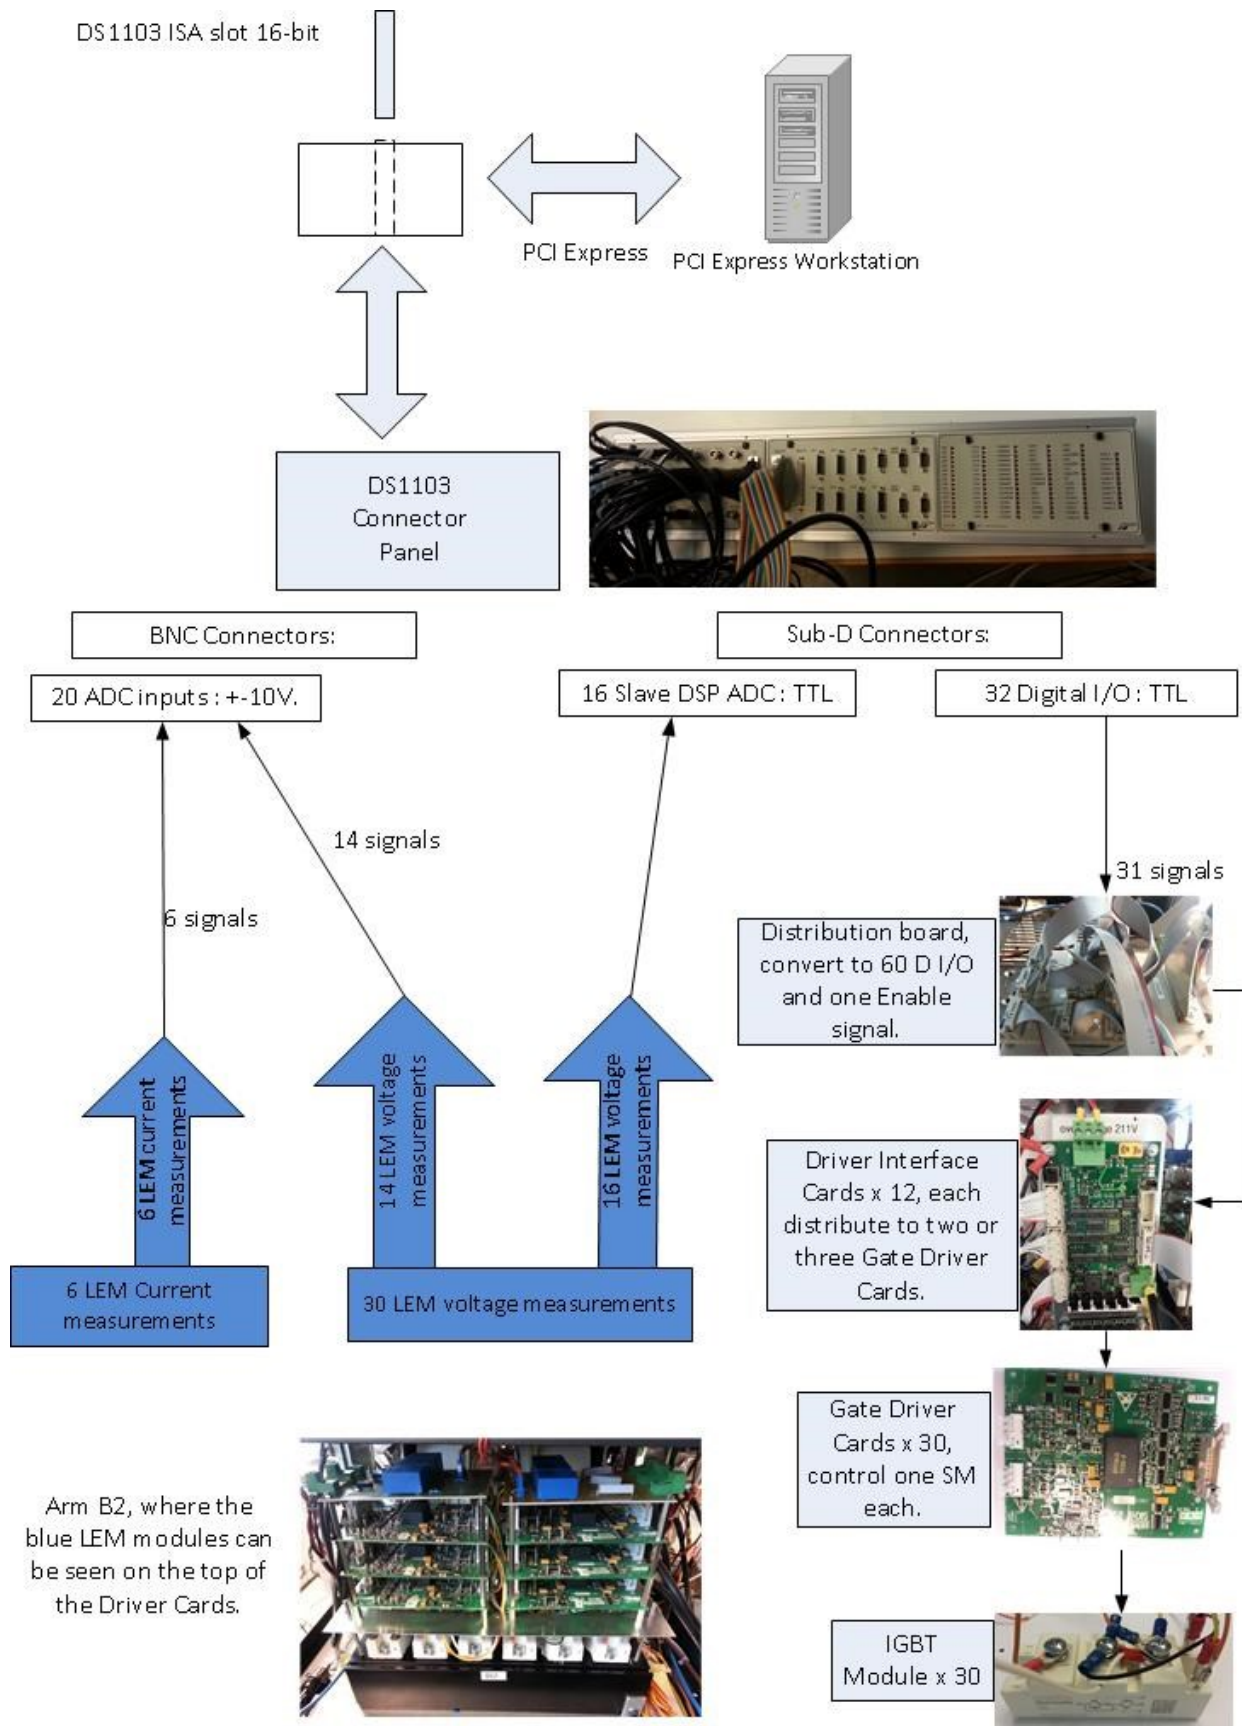 DS1103 ISA slot 16-bit
PCI Express
PCI Express Workstation
DS1103
Connector
Panel
BNC Connectors:
Sub-D Connectors:
20 ADC inputs : +-10V.
16 Slave DSP ADC : TTL
32 Digital I/O : TTL
14 signals
6 signals
31 signals
Distribution board,
convert to 60 D I/O
and one Enable
signal.
6 LEM current
measurements
14 LEM voltage
measurements
16 LEM voltage
measurements
211V
Driver Interface
Cards x 12, each
distribute to two or
three Gate Driver
Cards.
6 LEM Current
measurements
30 LEM voltage measurements
Gate Driver
Cards x 30,
control one SM
each.
Arm B2, where the
blue LEM modules can
be seen on the top of
the Driver Cards.
IGBT
Module x 30